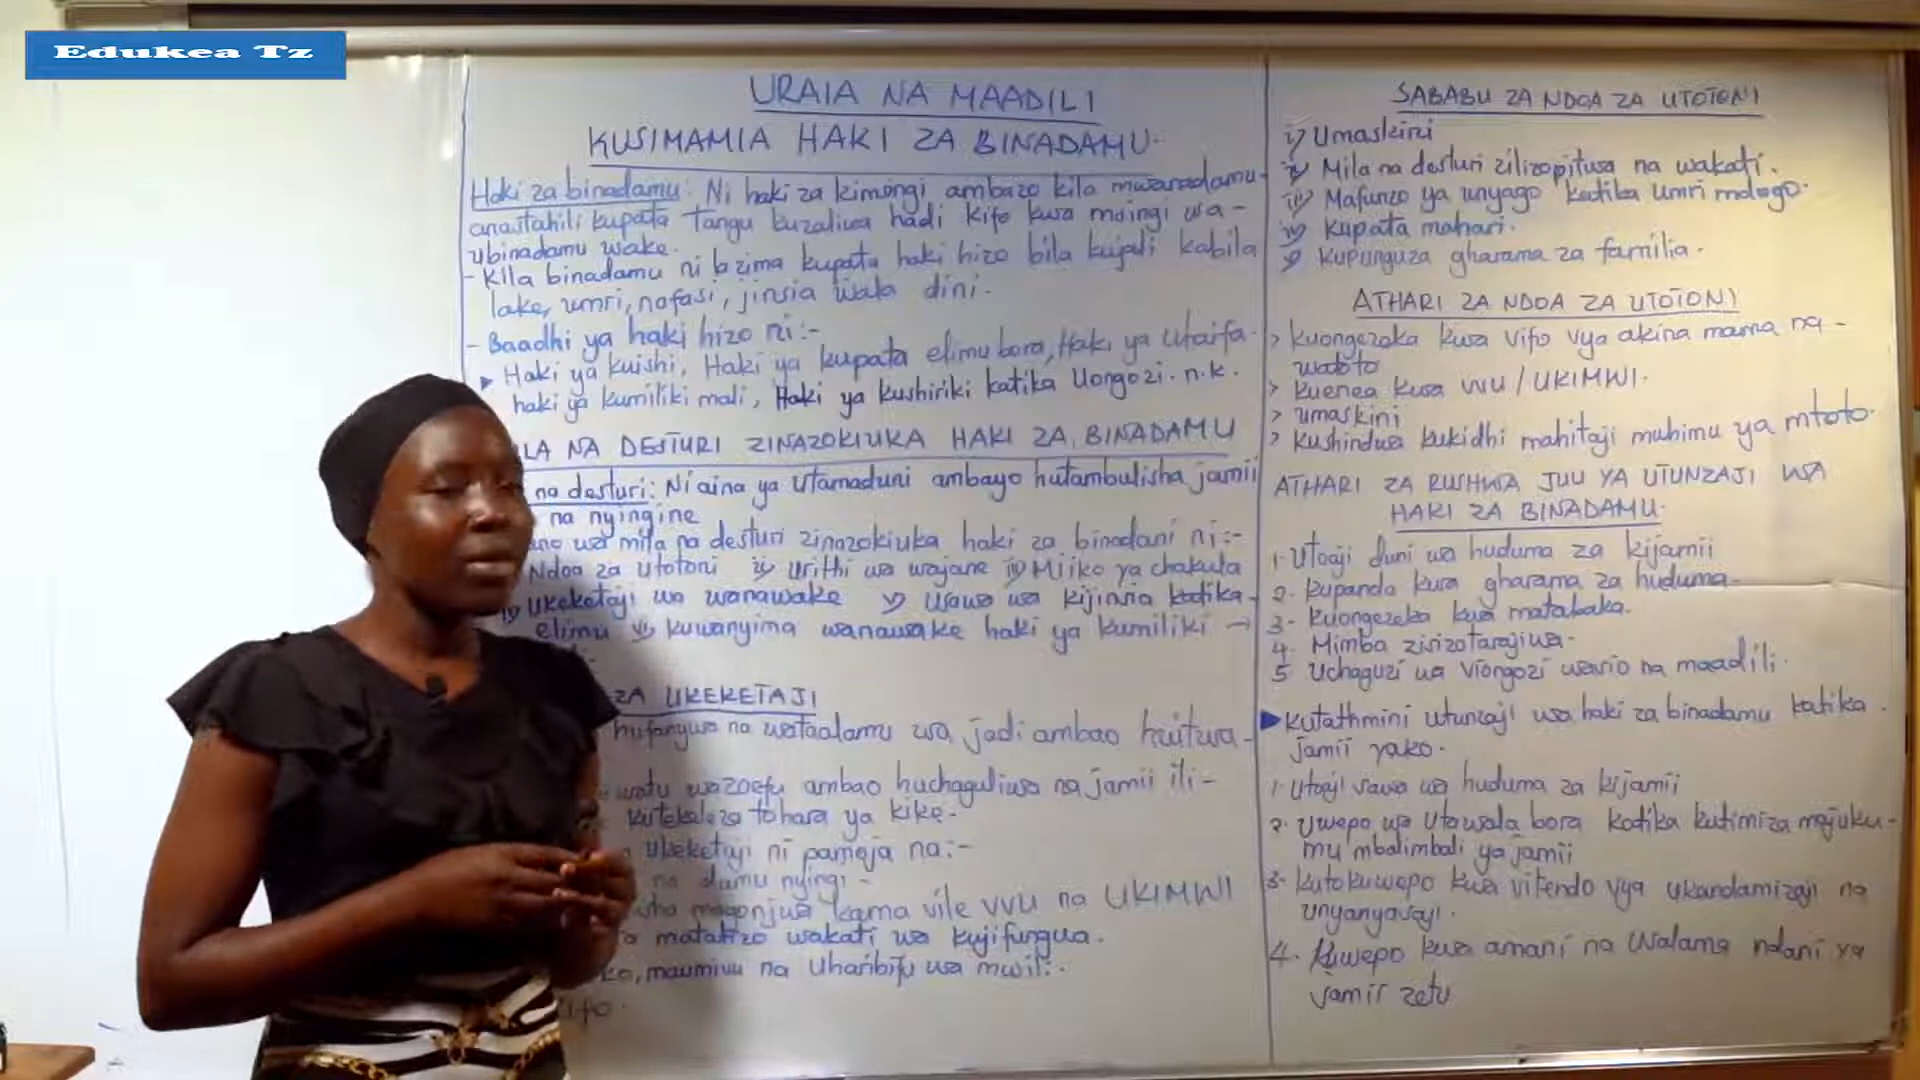 Edukea Tz
URAIA NA MAADILI
KUSIMAMIA HAKI ZA BINADAMU.
Haki za binadamu: Ni haki za kimsingi ambazo kila mwanadamu-
anastahili kupata tangu kuzaliwa hadi kifo kwa msingi wa-
ubinadamu wake.
- Kila binadamu ni lazima kupata haki hizo bila kujali kabila
lake, umri, nafasi, jinsia wala dini.
- Baadhi ya haki hizo ni:-
Haki ya kuishi, Haki ya kupata elimu bora, Haki ya Utaifa.
haki ya kumiliki mali, Haki ya kushiriki katika Uongozi. n.k.
LA NA DESTURI ZINAZOKIUKA HAKI ZA BINADAMU
na desturi: Ni aina ya Utamaduni ambayo hutambulisha jamii
na nyingine
ano wa mila na desturi zinazokiuka haki za binadamu ni:-
Ndoa za utotoni ii) Urithi wa wajane iii) Miiko ya chakula
iv) Ukeketaji wa wanawake v) Usawa wa kijinsia katika-
elimu vi) kuwanyima wanawake haki ya kumiliki →
ZA UKEKETAJI
hufanywa na wataalamu wa jadi ambao huitwa-
watu wazoefu ambao huchaguliwa na jamii ili-
kutekeleza tohara ya kike-
Ukeketaji ni pamoja na:-
na damu nyingi -
magonjwa kama vile VVU na UKIMWI
matatizo wakati wa kujifungua.
ko, maumivu na Uharibifu wa mwili.
kifo.
SABABU ZA NDOA ZA UTOTONI
i) Umaskini
ii) Mila na desturi zilizopitwa na wakati.
iii) Mafunzo ya unyago katika umri mdogo.
iv) Kupata mahari.
v) Kupunguza gharama za familia.
ATHARI ZA NDOA ZA UTOTONI
> kuongezeka kwa vifo vya akina mama na -
watoto
> kuenea kwa VVU / UKIMWI.
> umaskini
> kushindwa kukidhi mahitaji muhimu ya mtoto.
ATHARI ZA RUSHWA JUU YA UTUNZAJI WA
HAKI ZA BINADAMU.
1. Utoaji duni wa huduma za kijamii
2. Kupanda kwa gharama za huduma-
3. Kuongezeka kwa matabaka.
4. Mimba zisizotarajiwa.
5. Uchaguzi wa Viongozi wasio na maadili.
Kutathmini utunzaji wa haki za binadamu katika.
jamii yako.
1. Utoaji sawa wa huduma za kijamii
2. Uwepo wa Utawala bora katika kutimiza majuku-
mu mbalimbali ya jamii
3. Kutokuwepo kwa vitendo vya ukandamizaji na
unyanyasaji.
4. Kuwepo kwa amani na Usalama ndani ya
Jamii zetu